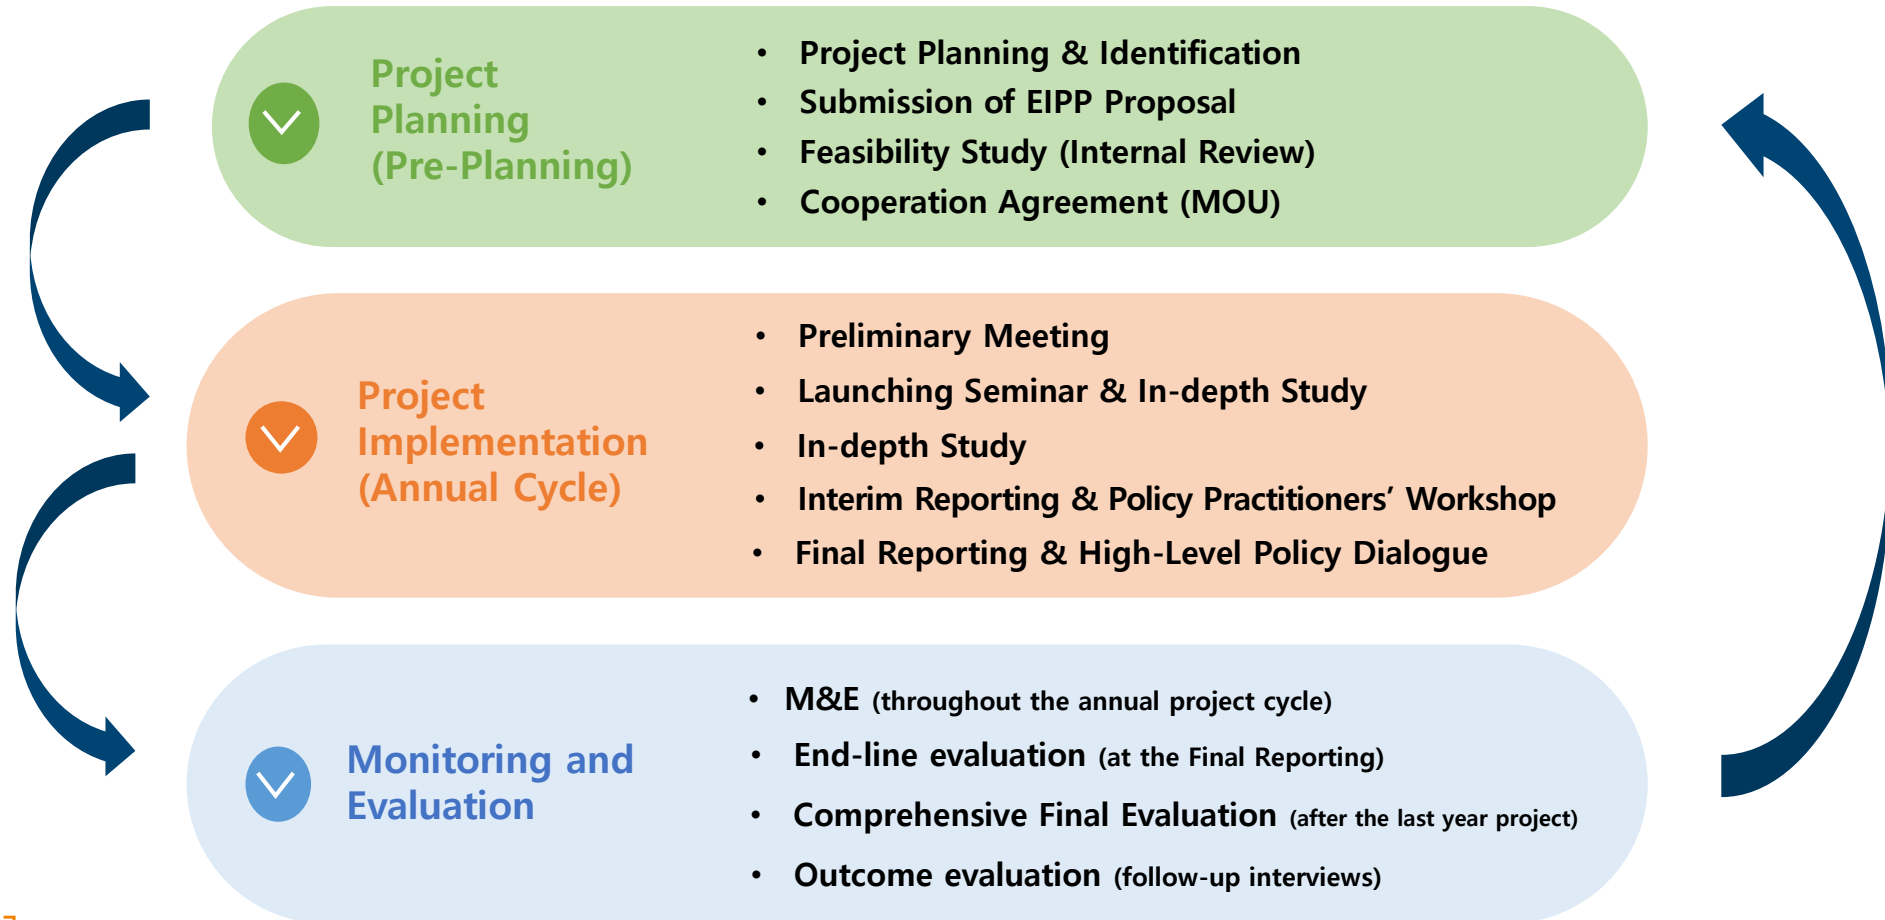 Project
Planning
(Pre-Planning)
• Project Planning & Identification
• Submission of EIPP Proposal
• Feasibility Study (Internal Review)
• Cooperation Agreement (MOU)
Project
Implementation
(Annual Cycle)
• Preliminary Meeting
• Launching Seminar & In-depth Study
• In-depth Study
• Interim Reporting & Policy Practitioners’ Workshop
• Final Reporting & High-Level Policy Dialogue
Monitoring and
Evaluation
• M&E (throughout the annual project cycle)
• End-line evaluation (at the Final Reporting)
• Comprehensive Final Evaluation (after the last year project)
• Outcome evaluation (follow-up interviews)